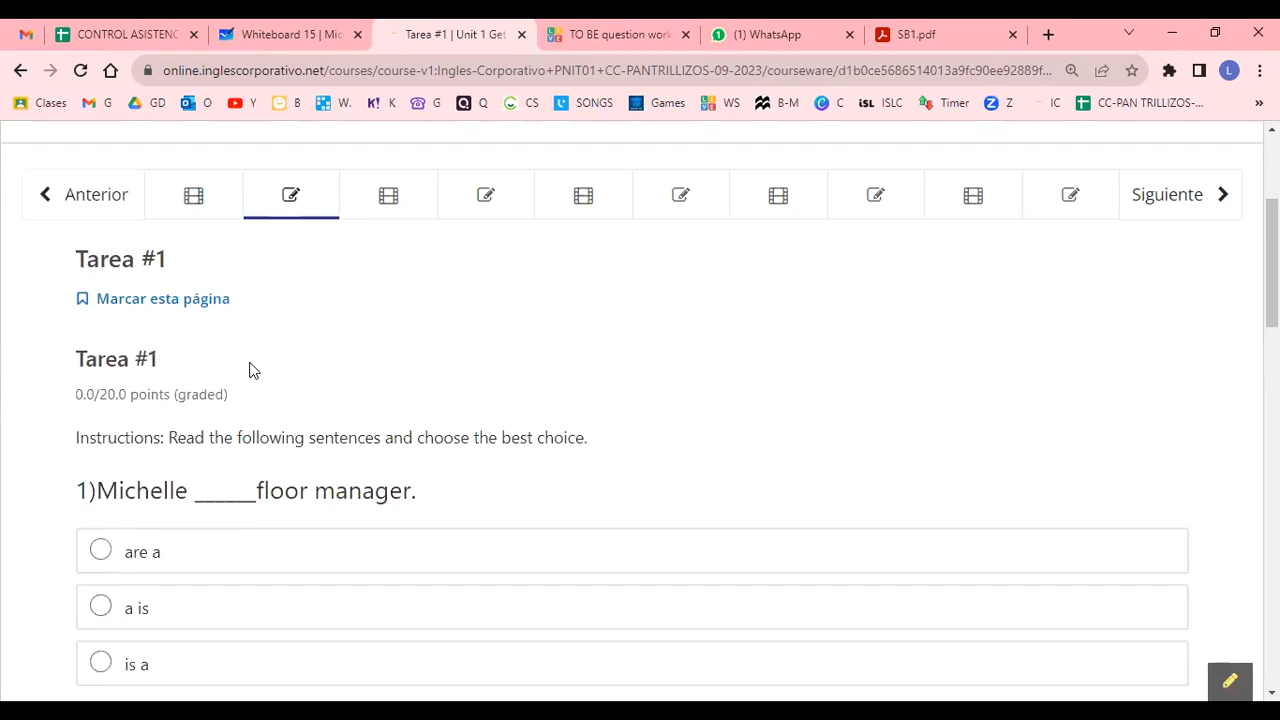 CONTROL ASISTENC
Whiteboard 15 | Mic
Tarea #1 | Unit 1 Get
TO BE question work
(1) WhatsApp
SB1.pdf
online.inglescorporativo.net/courses/course-v1:Ingles-Corporativo+PNIT01+CC-PANTRILLIZOS-09-2023/courseware/d1b0ce5686514013a9fc90ee92889f...
L
Clases
G
GD
O
Y
B
W.
K
G
Q
CS
SONGS
Games
WS
B-M
C
ISLC
Timer
Z
IC
CC-PAN TRILLIZOS-...
»
Anterior
Siguiente
Tarea #1
Marcar esta página
Tarea #1
0.0/20.0 points (graded)
Instructions: Read the following sentences and choose the best choice.
1)Michelle ______floor manager.
are a
a is
is a